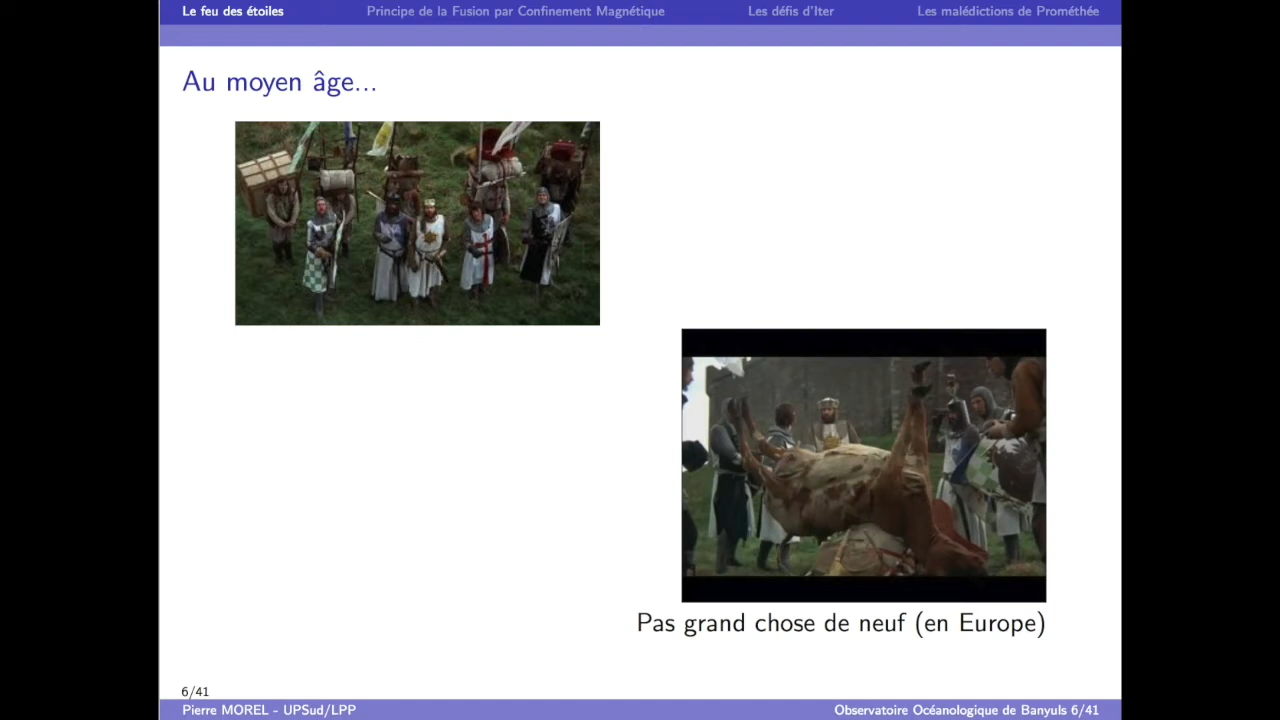 Le feu des étoiles Principe de la Fusion par Confinement Magnétique Les défis d'Iter Les malédictions de Prométhée
Au moyen âge...
Pas grand chose de neuf (en Europe)
6/41
Pierre MOREL - UPSud/LPP Observatoire Océanologique de Banyuls 6/41